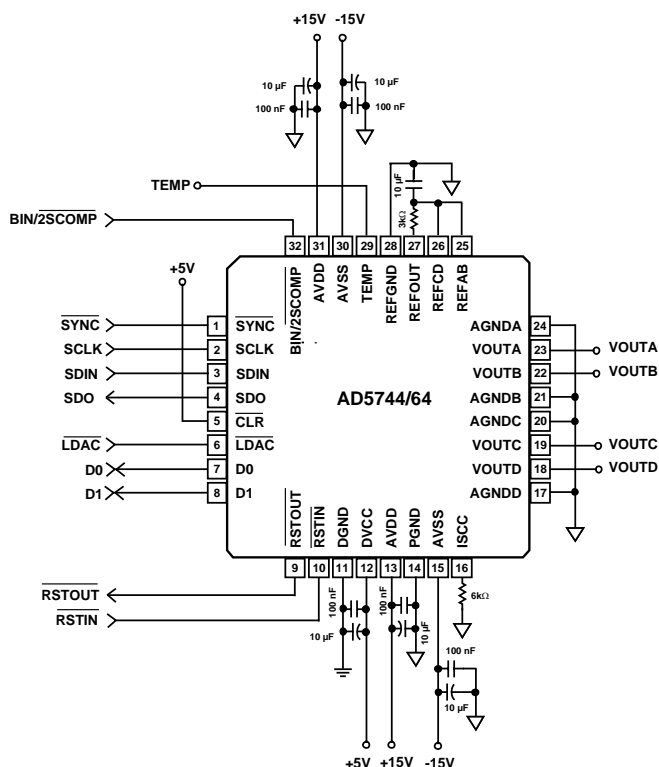 +15V -15V
10 µF
10 µF
100 nF
100 nF
TEMP
10 µF
3kΩ
BIN/2SCOMP
32 31 30 29 28 27 26 25
+5V
BIN/2SCOMP
AVDD
AVSS
TEMP
REFGND
REFOUT
REFCD
REFAB
SYNC 1 SYNC
SCLK 2 SCLK
SDIN 3 SDIN
SDO 4 SDO
5 CLR
LDAC 6 LDAC
D0 7 D0
D1 8 D1
AD5744/64
AGNDA 24
VOUTA 23 VOUTA
VOUTB 22 VOUTB
AGNDB 21
AGNDC 20
VOUTC 19 VOUTC
VOUTD 18 VOUTD
AGNDD 17
RSTOUT
RSTIN
DGND
DVCC
AVDD
PGND
AVSS
ISCC
9 10 11 12 13 14 15 16
RSTOUT
RSTIN
100 nF
10 µF
100 nF
10 µF
6kΩ
100 nF
10 µF
+5V +15V -15V